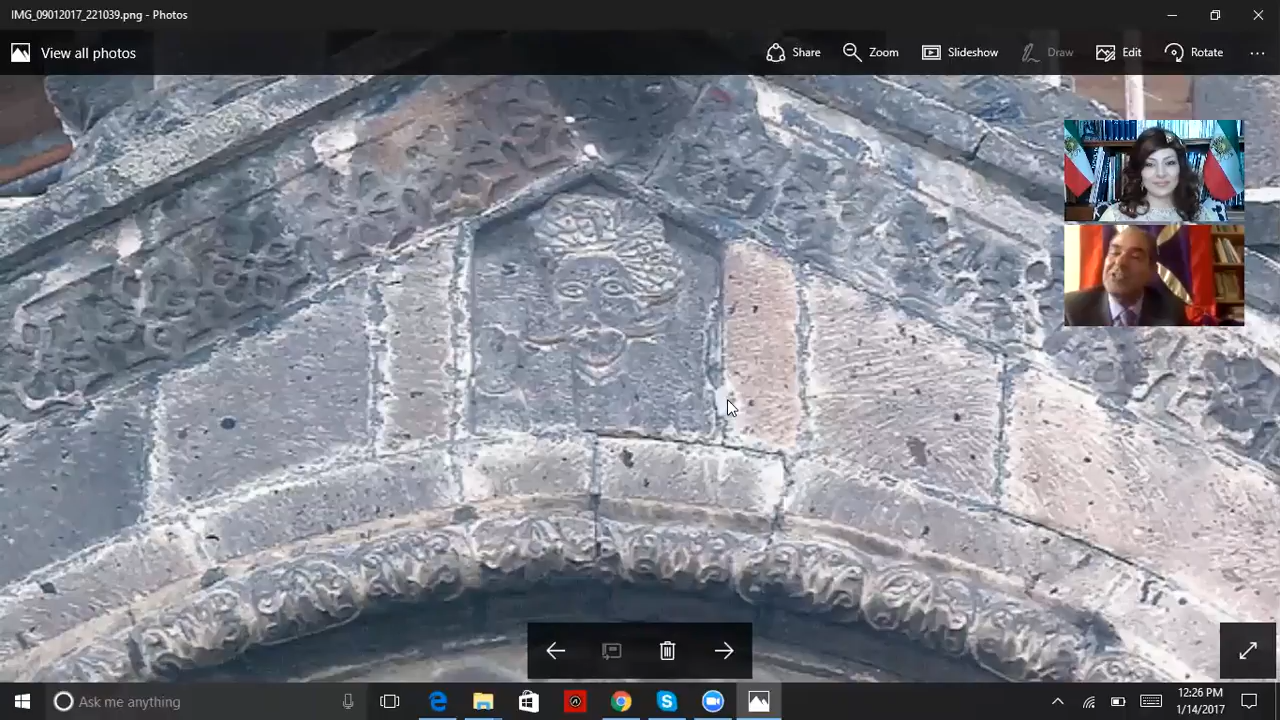 IMG_09012017_221039.png - Photos
View all photos
Share
Zoom
Slideshow
Draw
Edit
Rotate
Ask me anything
12:26 PM
1/14/2017